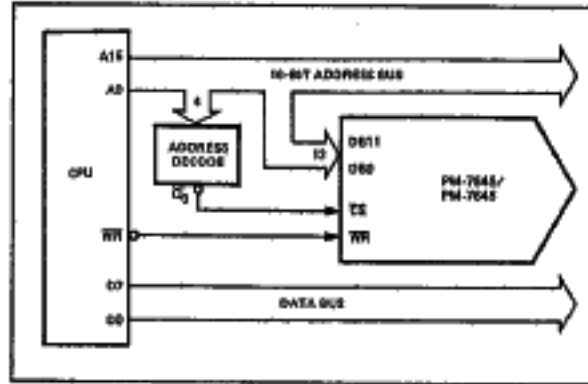 A15
16-BIT ADDRESS BUS
A0
4
ADDRESS
DECODE
12
DB11
DB0
CPU
PM-7545/
PM-7645
CS
WR
WR
D7
DATA BUS
D0